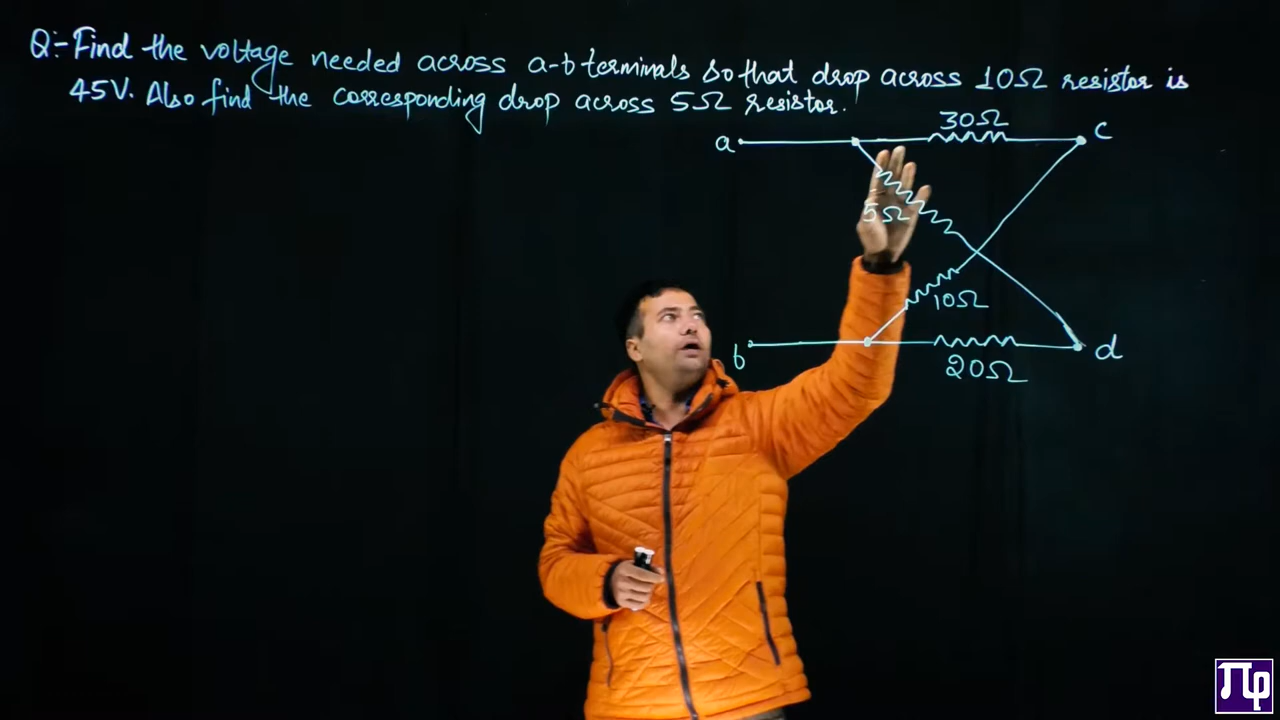 Q:- Find the voltage needed across a-b terminals so that drop across 10Ω resistor is
45V. Also find the corresponding drop across 5Ω resistor.
30Ω
a
c
5Ω
10Ω
b
d
20Ω
πφ